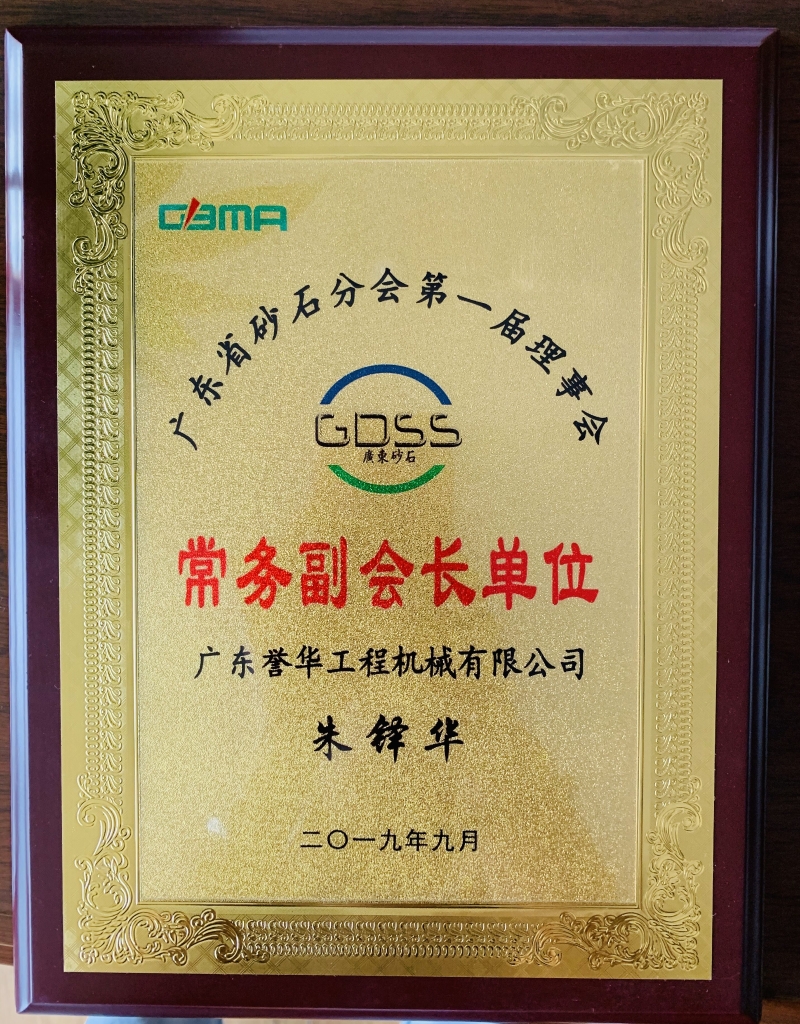 GBMA
广东省砂石分会第一届理事会
GDSS
廣東砂石
常务副会长单位
广东誉华工程机械有限公司
朱铎华
二〇一九年九月